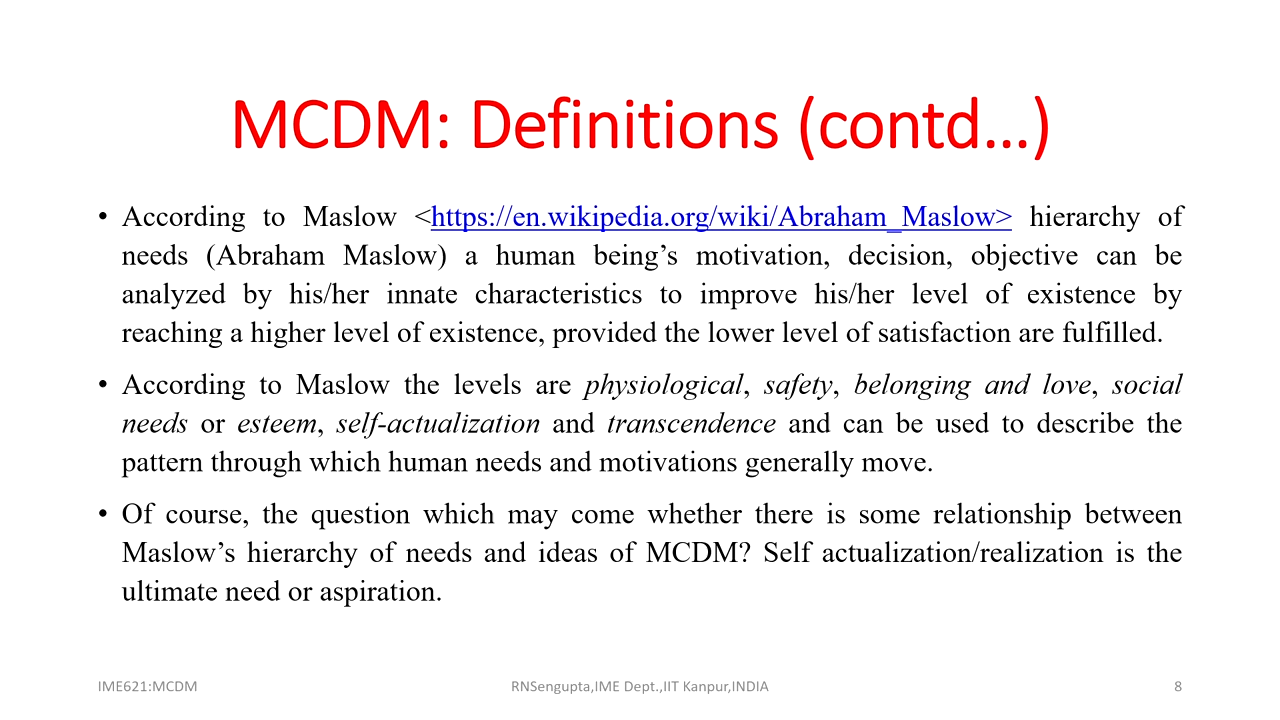 MCDM: Definitions (contd…)
• According to Maslow <https://en.wikipedia.org/wiki/Abraham_Maslow> hierarchy of
needs (Abraham Maslow) a human being’s motivation, decision, objective can be
analyzed by his/her innate characteristics to improve his/her level of existence by
reaching a higher level of existence, provided the lower level of satisfaction are fulfilled.
• According to Maslow the levels are physiological, safety, belonging and love, social
needs or esteem, self-actualization and transcendence and can be used to describe the
pattern through which human needs and motivations generally move.
• Of course, the question which may come whether there is some relationship between
Maslow’s hierarchy of needs and ideas of MCDM? Self actualization/realization is the
ultimate need or aspiration.
IME621:MCDM
RNSengupta,IME Dept.,IIT Kanpur,INDIA
8